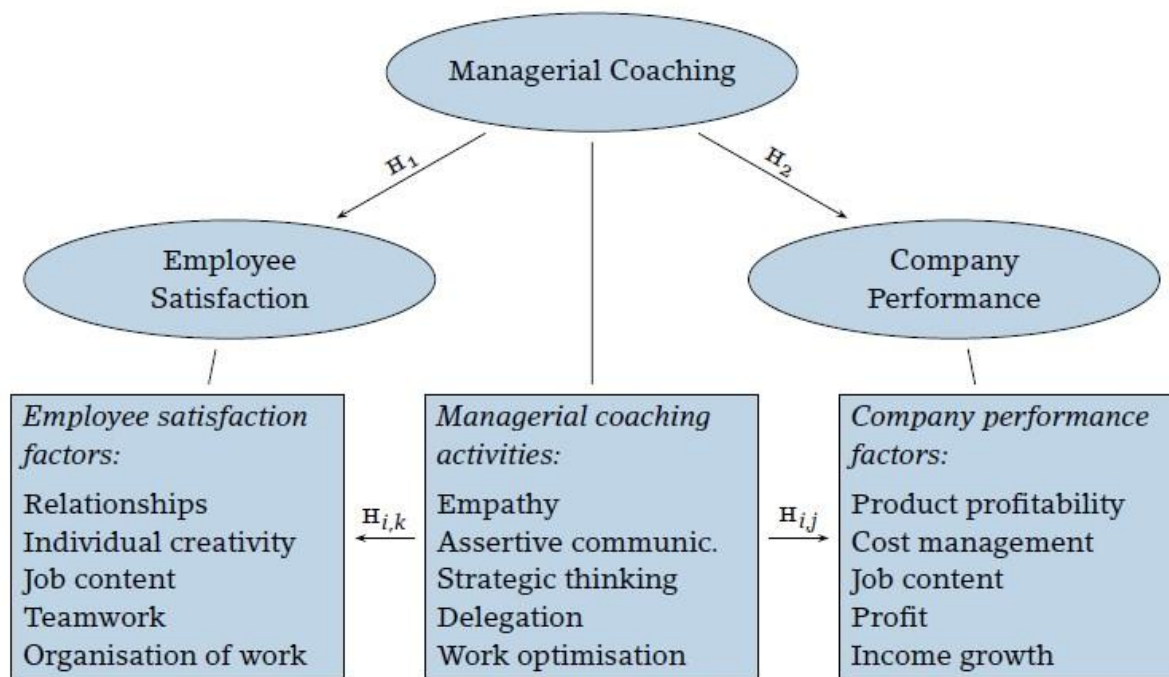 Managerial Coaching
H1
H2
Employee
Satisfaction
Company
Performance
Employee satisfaction
factors:
Relationships
Individual creativity
Job content
Teamwork
Organisation of work
Hi,k
Managerial coaching
activities:
Empathy
Assertive communic.
Strategic thinking
Delegation
Work optimisation
Hi,j
Company performance
factors:
Product profitability
Cost management
Job content
Profit
Income growth